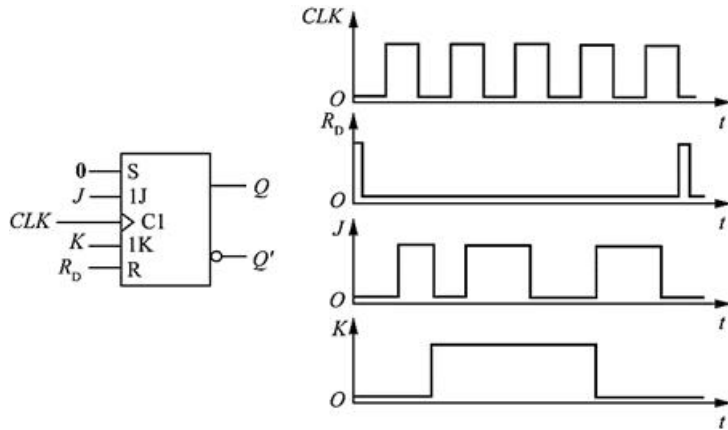 0 S
J 1J Q
CLK C1
K 1K Q'
R_D R
CLK
O t
R_D
O t
J
O t
K
O t